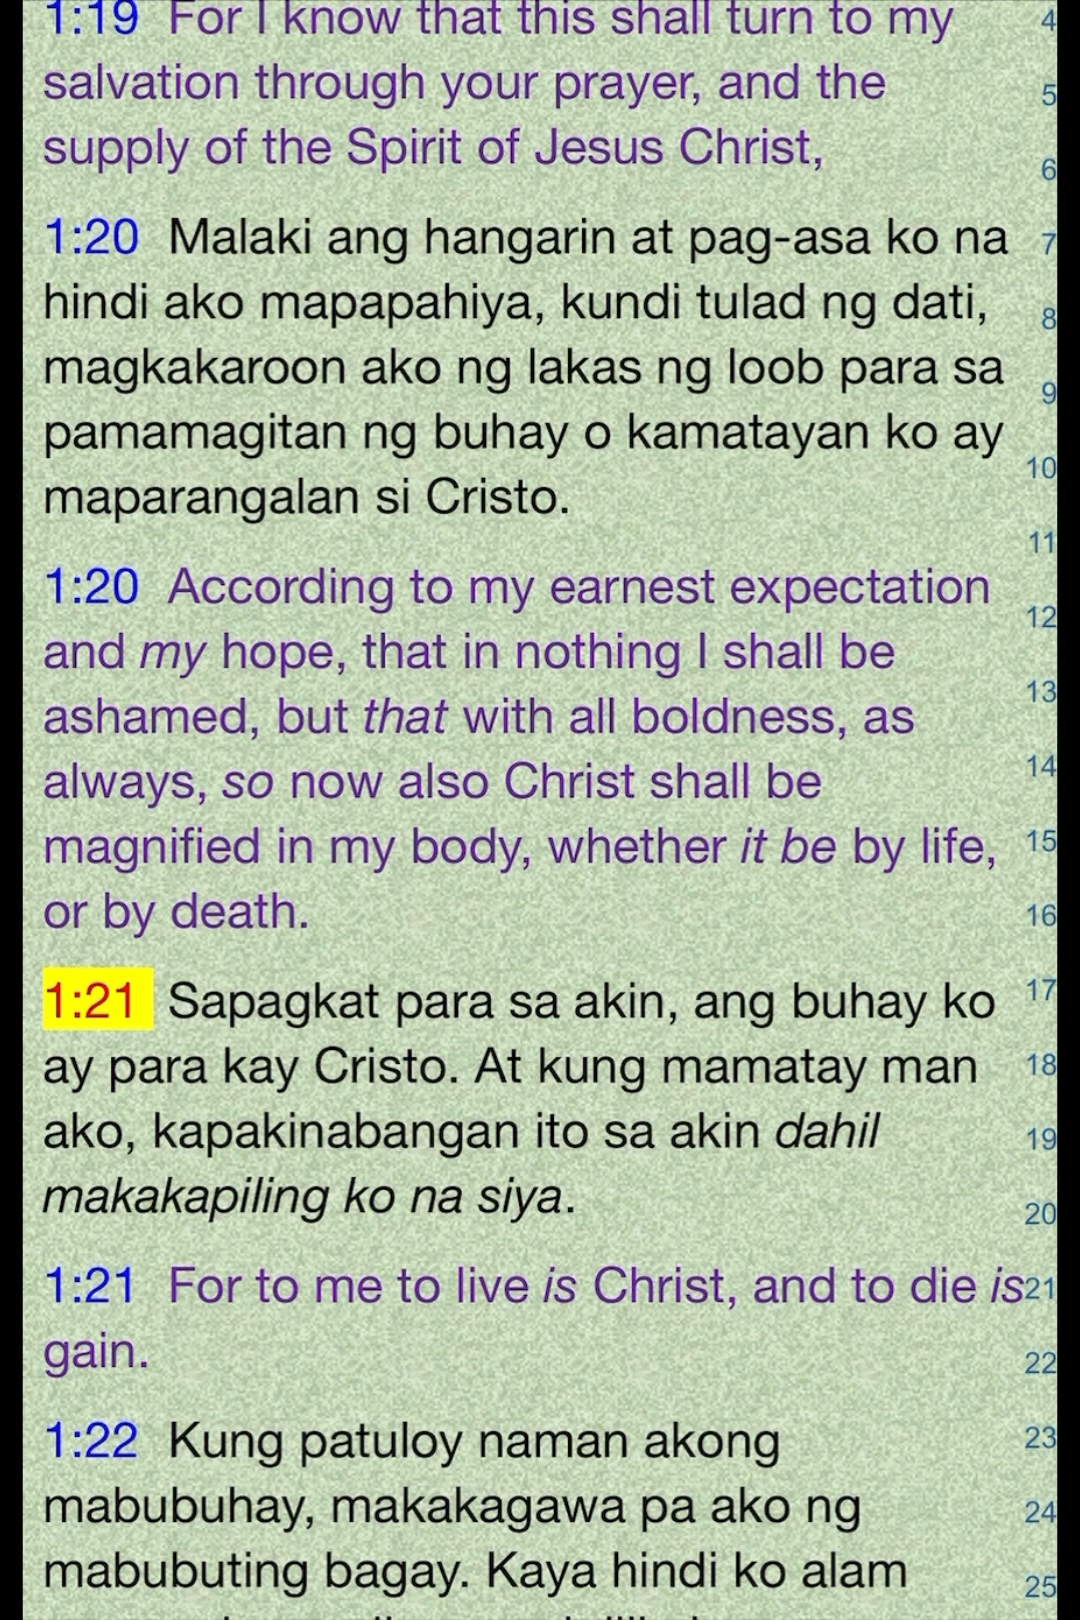 1:19 For I know that this shall turn to my
salvation through your prayer, and the
supply of the Spirit of Jesus Christ,
1:20 Malaki ang hangarin at pag-asa ko na
hindi ako mapapahiya, kundi tulad ng dati,
magkakaroon ako ng lakas ng loob para sa
pamamagitan ng buhay o kamatayan ko ay
maparangalan si Cristo.
1:20 According to my earnest expectation
and my hope, that in nothing I shall be
ashamed, but that with all boldness, as
always, so now also Christ shall be
magnified in my body, whether it be by life,
or by death.
1:21 Sapagkat para sa akin, ang buhay ko
ay para kay Cristo. At kung mamatay man
ako, kapakinabangan ito sa akin dahil
makakapiling ko na siya.
1:21 For to me to live is Christ, and to die is
gain.
1:22 Kung patuloy naman akong
mabubuhay, makakagawa pa ako ng
mabubuting bagay. Kaya hindi ko alam
4
5
6
7
8
9
10
11
12
13
14
15
16
17
18
19
20
21
22
23
24
25